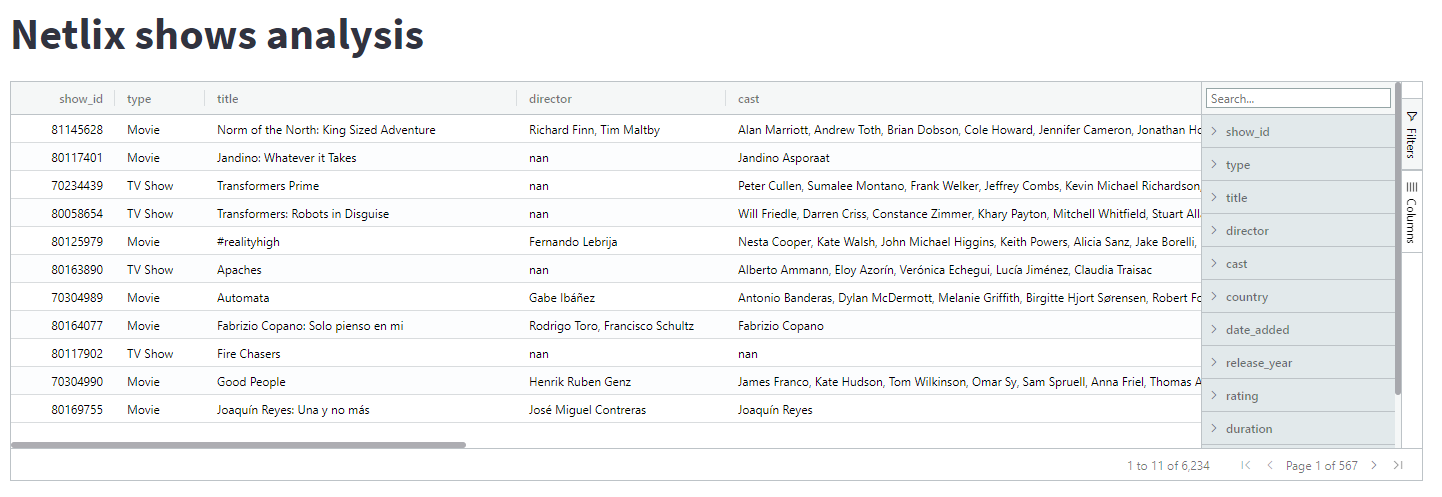 Netlix shows analysis
show_id type title director cast
81145628 Movie Norm of the North: King Sized Adventure Richard Finn, Tim Maltby Alan Marriott, Andrew Toth, Brian Dobson, Cole Howard, Jennifer Cameron, Jonathan Ho
80117401 Movie Jandino: Whatever it Takes nan Jandino Asporaat
70234439 TV Show Transformers Prime nan Peter Cullen, Sumalee Montano, Frank Welker, Jeffrey Combs, Kevin Michael Richardson,
80058654 TV Show Transformers: Robots in Disguise nan Will Friedle, Darren Criss, Constance Zimmer, Khary Payton, Mitchell Whitfield, Stuart All
80125979 Movie #realityhigh Fernando Lebrija Nesta Cooper, Kate Walsh, John Michael Higgins, Keith Powers, Alicia Sanz, Jake Borelli,
80163890 TV Show Apaches nan Alberto Ammann, Eloy Azorín, Verónica Echegui, Lucía Jiménez, Claudia Traisac
70304989 Movie Automata Gabe Ibáñez Antonio Banderas, Dylan McDermott, Melanie Griffith, Birgitte Hjort Sørensen, Robert Fo
80164077 Movie Fabrizio Copano: Solo pienso en mi Rodrigo Toro, Francisco Schultz Fabrizio Copano
80117902 TV Show Fire Chasers nan nan
70304990 Movie Good People Henrik Ruben Genz James Franco, Kate Hudson, Tom Wilkinson, Omar Sy, Sam Spruell, Anna Friel, Thomas A
80169755 Movie Joaquín Reyes: Una y no más José Miguel Contreras Joaquín Reyes
Search...
show_id
type
title
director
cast
country
date_added
release_year
rating
duration
Filters
Columns
1 to 11 of 6,234 Page 1 of 567